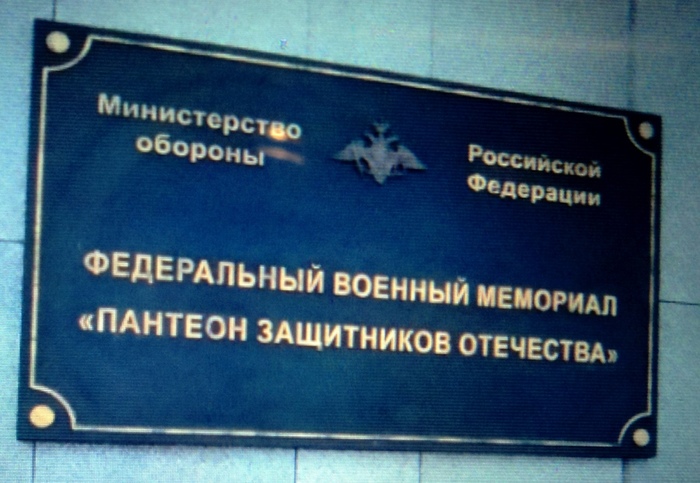 Министерство
обороны
Российской
Федерации
ФЕДЕРАЛЬНЫЙ ВОЕННЫЙ МЕМОРИАЛ
«ПАНТЕОН ЗАЩИТНИКОВ ОТЕЧЕСТВА»